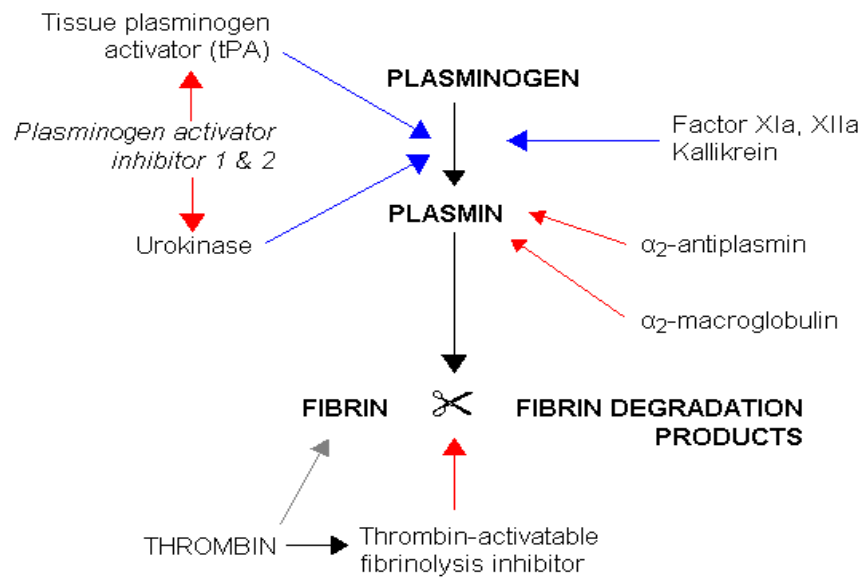 Tissue plasminogen
activator (tPA)
PLASMINOGEN
Plasminogen activator
inhibitor 1 & 2
Factor XIa, XIIa
Kallikrein
PLASMIN
Urokinase
α2-antiplasmin
α2-macroglobulin
FIBRIN
FIBRIN DEGRADATION
PRODUCTS
THROMBIN
Thrombin-activatable
fibrinolysis inhibitor